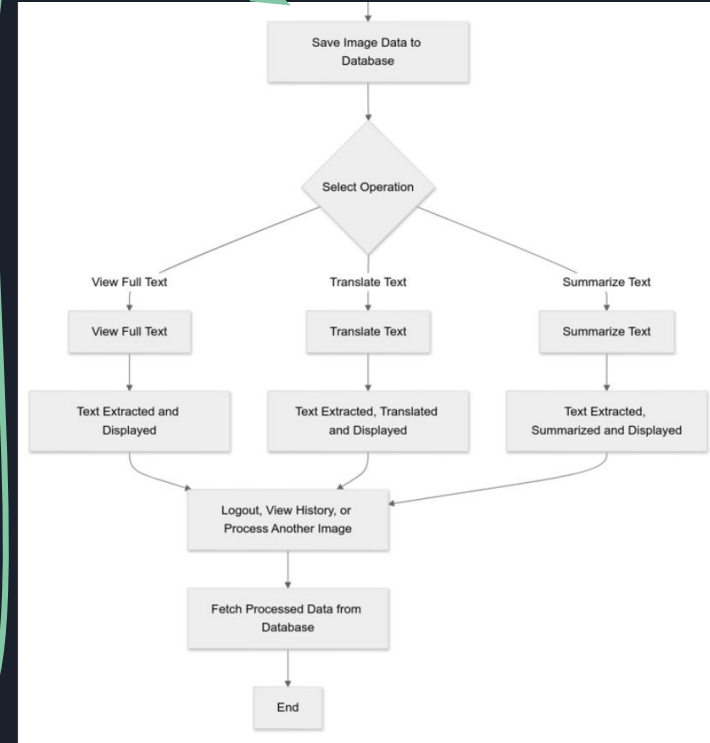 Save Image Data to
Database
Select Operation
View Full Text
Translate Text
Summarize Text
View Full Text
Translate Text
Summarize Text
Text Extracted and
Displayed
Text Extracted, Translated
and Displayed
Text Extracted,
Summarized and Displayed
Logout, View History, or
Process Another Image
Fetch Processed Data from
Database
End